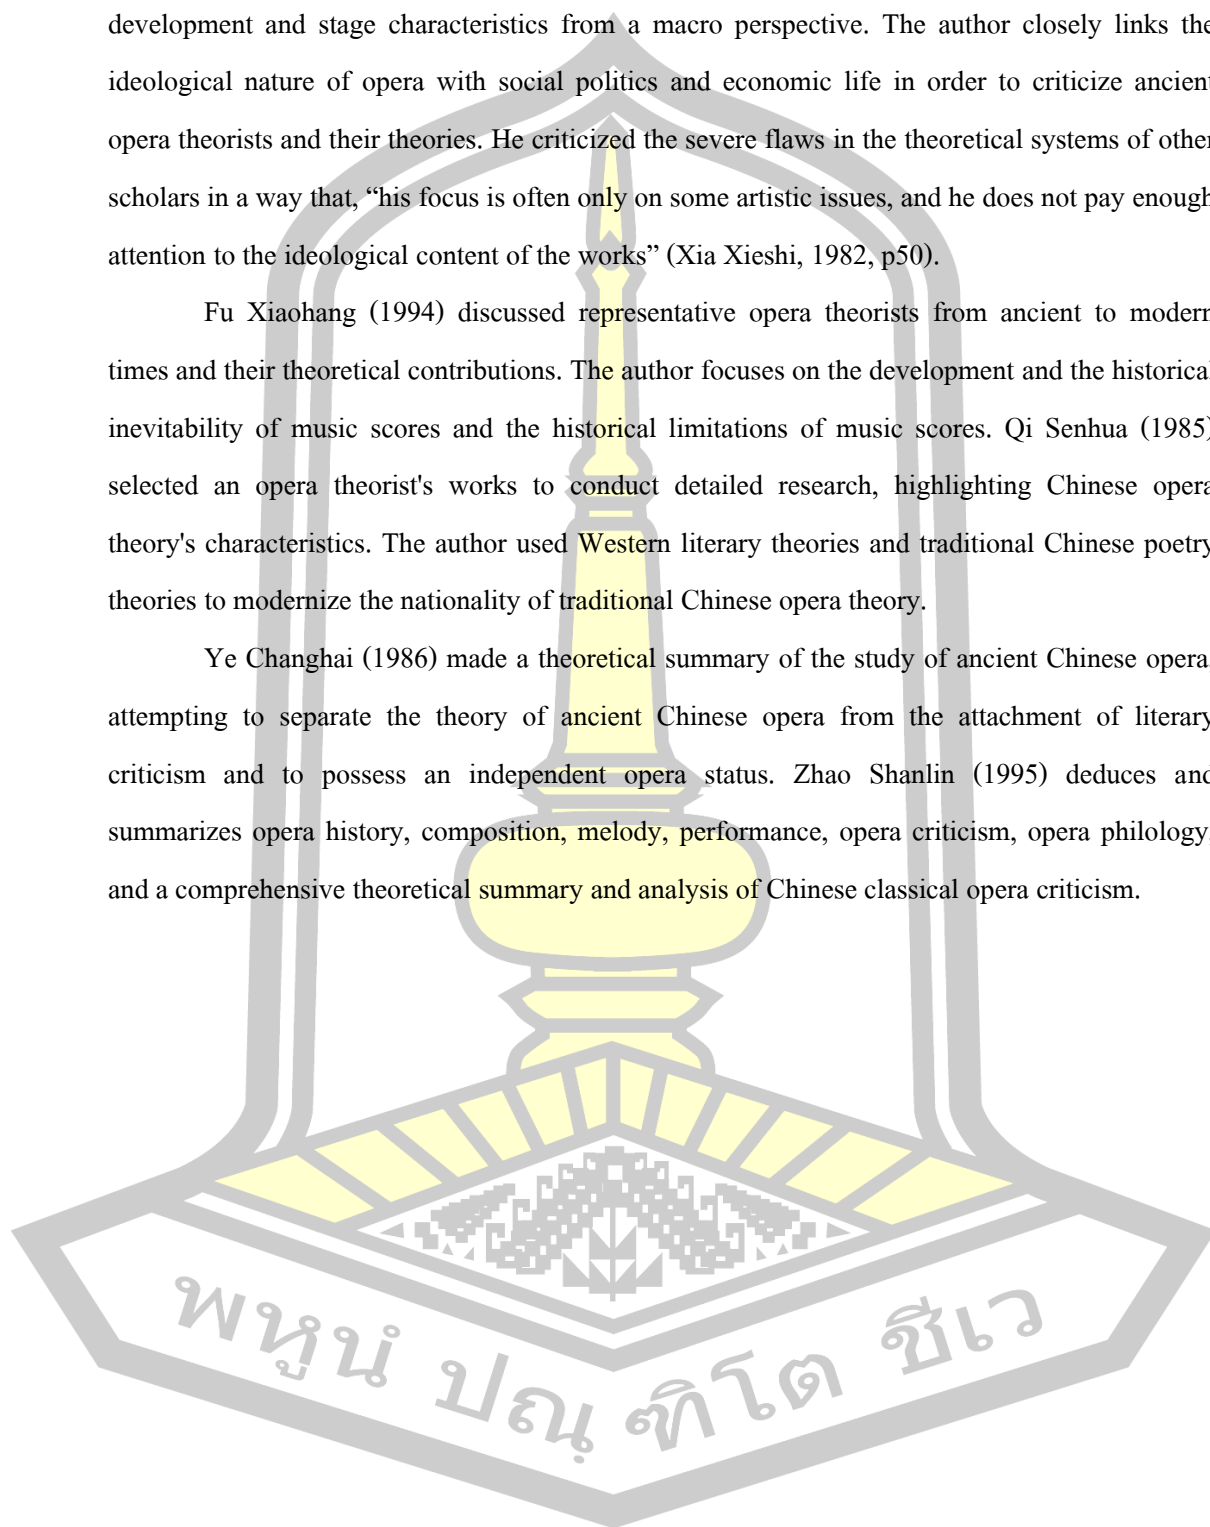 development and stage characteristics from a macro perspective. The author closely links the
ideological nature of opera with social politics and economic life in order to criticize ancient
opera theorists and their theories. He criticized the severe flaws in the theoretical systems of other
scholars in a way that, “his focus is often only on some artistic issues, and he does not pay enough
attention to the ideological content of the works” (Xia Xieshi, 1982, p50).
Fu Xiaohang (1994) discussed representative opera theorists from ancient to modern
times and their theoretical contributions. The author focuses on the development and the historical
inevitability of music scores and the historical limitations of music scores. Qi Senhua (1985)
selected an opera theorist's works to conduct detailed research, highlighting Chinese opera
theory's characteristics. The author used Western literary theories and traditional Chinese poetry
theories to modernize the nationality of traditional Chinese opera theory.
Ye Changhai (1986) made a theoretical summary of the study of ancient Chinese opera,
attempting to separate the theory of ancient Chinese opera from the attachment of literary
criticism and to possess an independent opera status. Zhao Shanlin (1995) deduces and
summarizes opera history, composition, melody, performance, opera criticism, opera philology,
and a comprehensive theoretical summary and analysis of Chinese classical opera criticism.
พหูนํ ปณฺฑิโต ชีเว